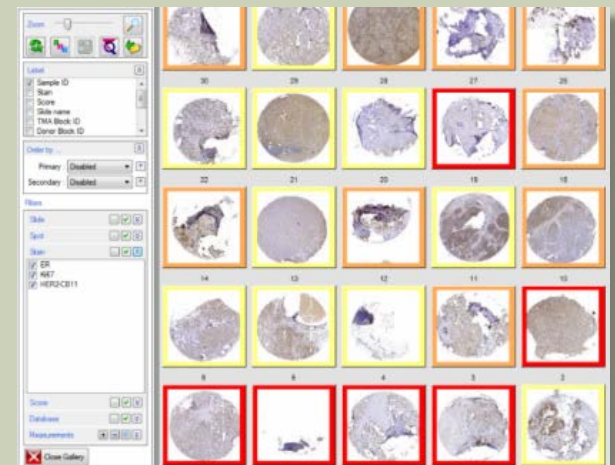 Zoom
Label
Sample ID
Stain
Score
Slide name
TMA Block ID
Donor Block ID
Order by ...
Primary Disabled
Secondary Disabled
Filters
Slide
Spot
Stain
ER
Ki67
HER2-CB11
Score
Database
Measurements
Close Gallery
30 29 28 27 26
22 21 20 19 18
14 13 12 11 10
6 4 3 2